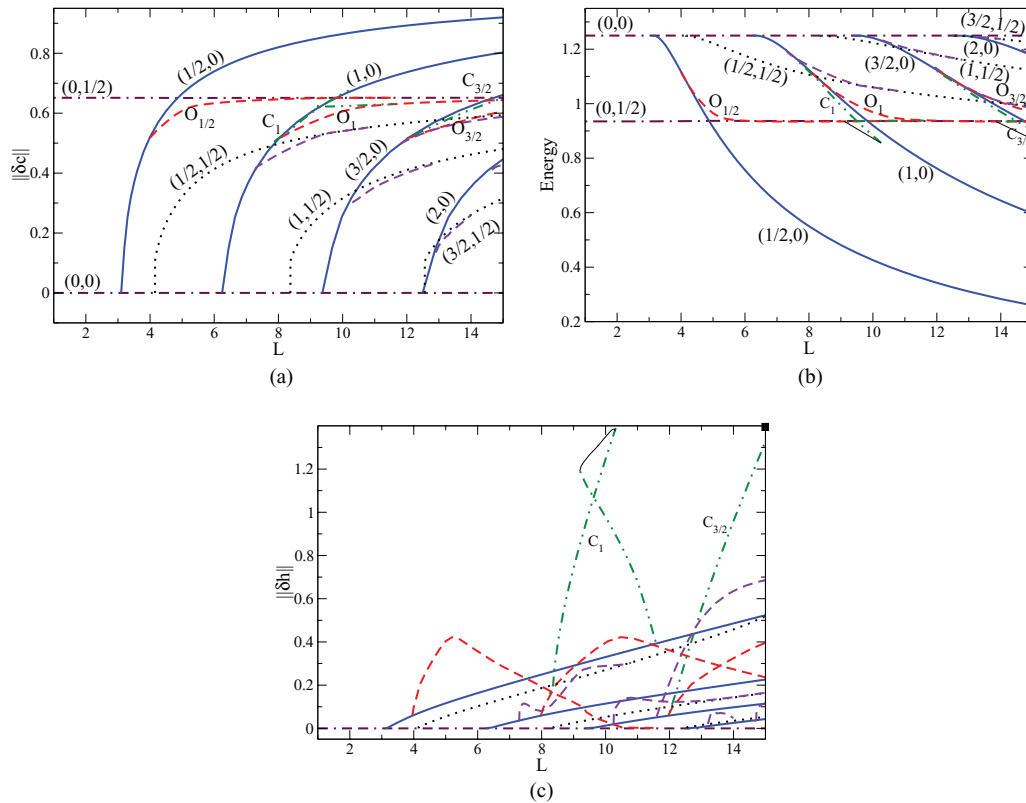 (0,0)
(3/2,1/2)
(2,0)
(1,1/2)
(3/2,0)
(1/2,1/2)
O3/2
C1
O1
(0,1/2)
C3/
(1,0)
(1/2,0)
Energy
0.2
0.4
0.6
0.8
1
1.2
2
4
6
8
10
12
14
L
(b)
(1/2,0)
(1,0)
C3/2
(0,1/2)
O1/2
C1
O1
O3/2
(1/2,1/2)
(3/2,0)
(1,1/2)
(2,0)
(3/2,1/2)
(0,0)
||δc||
0
0.2
0.4
0.6
0.8
2
4
6
8
10
12
14
L
(a)
O1/2
C1
C3/2
||δh||
0
0.2
0.4
0.6
0.8
1
1.2
2
4
6
8
10
12
14
L
(c)